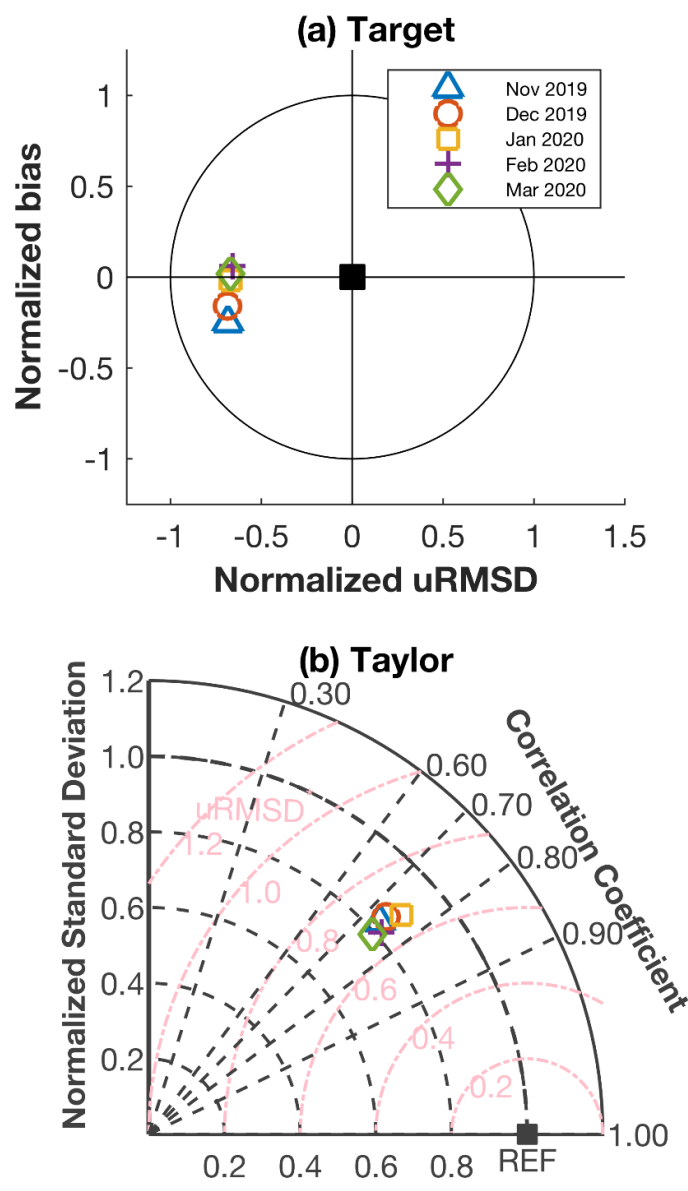 (a) Target
Normalized bias
1
0.5
0
-0.5
-1
Nov 2019
Dec 2019
Jan 2020
Feb 2020
Mar 2020
-1 -0.5 0 0.5 1 1.5
Normalized uRMSD
(b) Taylor
Normalized Standard Deviation
Correlation Coefficient
1.2
1.0
0.8
0.6
0.4
0.2
0.30
0.60
0.70
0.80
0.90
1.00
uRMSD
1.2
1.0
0.8
0.6
0.4
0.2
0.2 0.4 0.6 0.8 REF